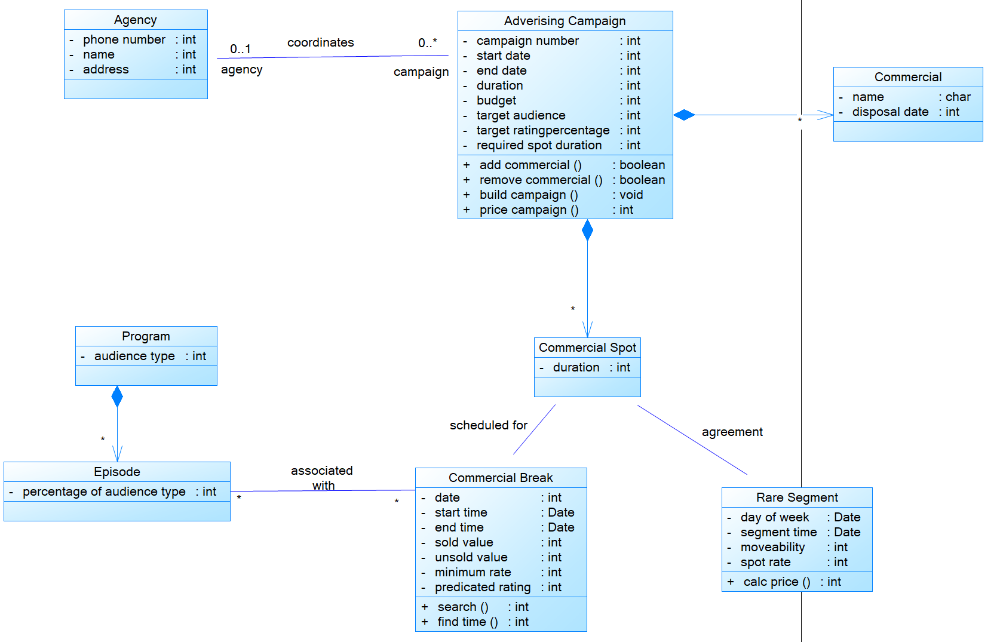 Agency
- phone number : int
- name : int
- address : int
0..1
coordinates
0..*
agency
campaign
Adverising Campaign
- campaign number : int
- start date : int
- end date : int
- duration : int
- budget : int
- target audience : int
- target ratingpercentage : int
- required spot duration : int
+ add commercial () : boolean
+ remove commercial () : boolean
+ build campaign () : void
+ price campaign () : int
*
Commercial
- name : char
- disposal date : int
*
Program
- audience type : int
*
Commercial Spot
- duration : int
scheduled for
agreement
Episode
- percentage of audience type : int
*
associated
with
*
Commercial Break
- date : int
- start time : Date
- end time : Date
- sold value : int
- unsold value : int
- minimum rate : int
- predicated rating : int
+ search () : int
+ find time () : int
Rare Segment
- day of week : Date
- segment time : Date
- moveability : int
- spot rate : int
+ calc price () : int